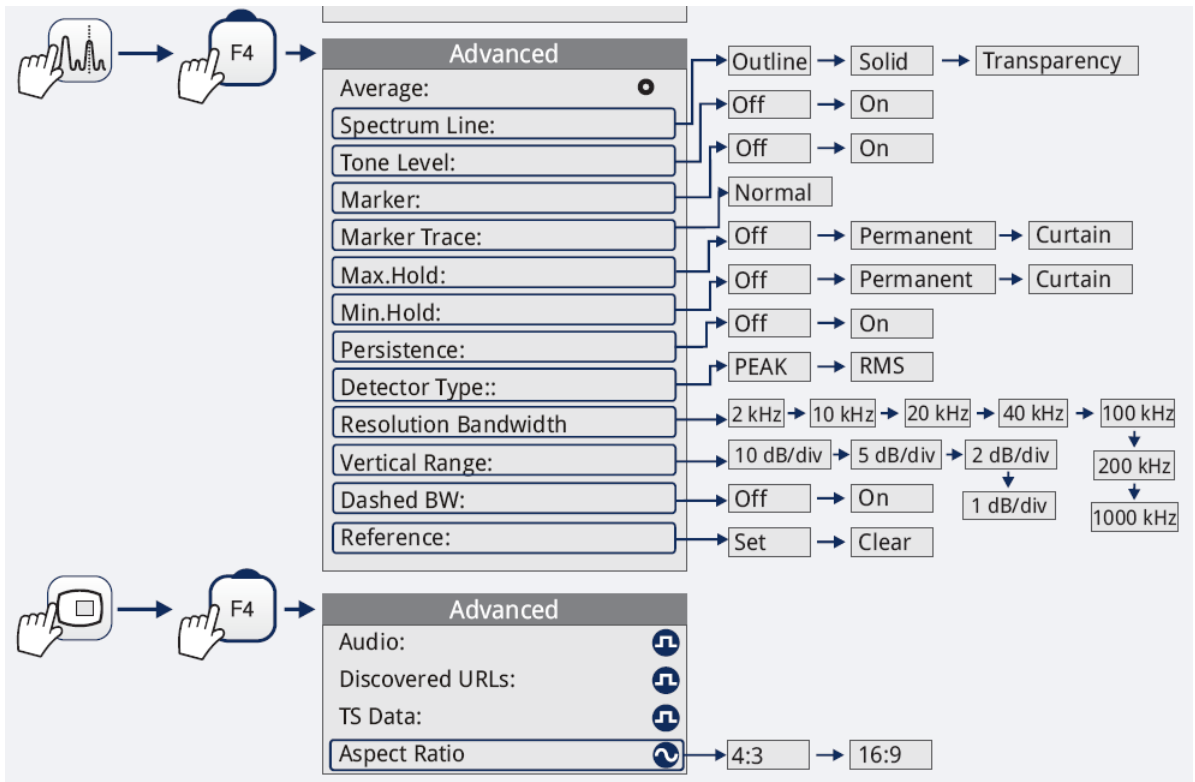 F4
Advanced
Average:
Spectrum Line: Outline Solid Transparency
Tone Level: Off On
Marker: Off On
Marker Trace: Normal
Max.Hold: Off Permanent Curtain
Min.Hold: Off Permanent Curtain
Persistence: Off On
Detector Type:: PEAK RMS
Resolution Bandwidth 2 kHz 10 kHz 20 kHz 40 kHz 100 kHz 200 kHz 1000 kHz
Vertical Range: 10 dB/div 5 dB/div 2 dB/div 1 dB/div
Dashed BW: Off On
Reference: Set Clear
F4
Advanced
Audio:
Discovered URLs:
TS Data:
Aspect Ratio 4:3 16:9